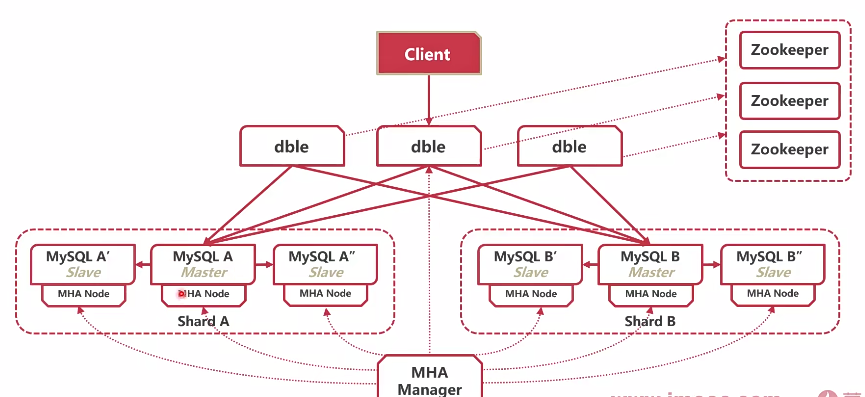 Client
Zookeeper
Zookeeper
Zookeeper
dble
dble
dble
MySQL A'
Slave
MHA Node
MySQL A
Master
MHA Node
MySQL A"
Slave
MHA Node
Shard A
MySQL B'
Slave
MHA Node
MySQL B
Master
MHA Node
MySQL B"
Slave
MHA Node
Shard B
MHA
Manager